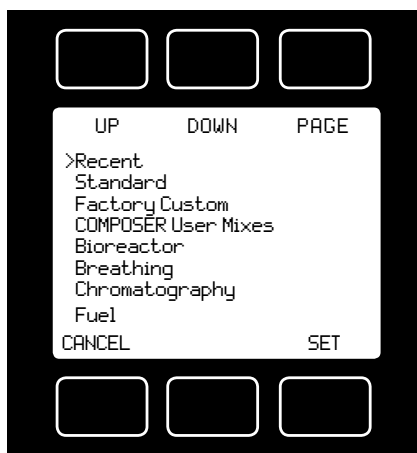 UP DOWN PAGE
>Recent
Standard
Factory Custom
COMPOSER User Mixes
Bioreactor
Breathing
Chromatography
Fuel
CANCEL SET